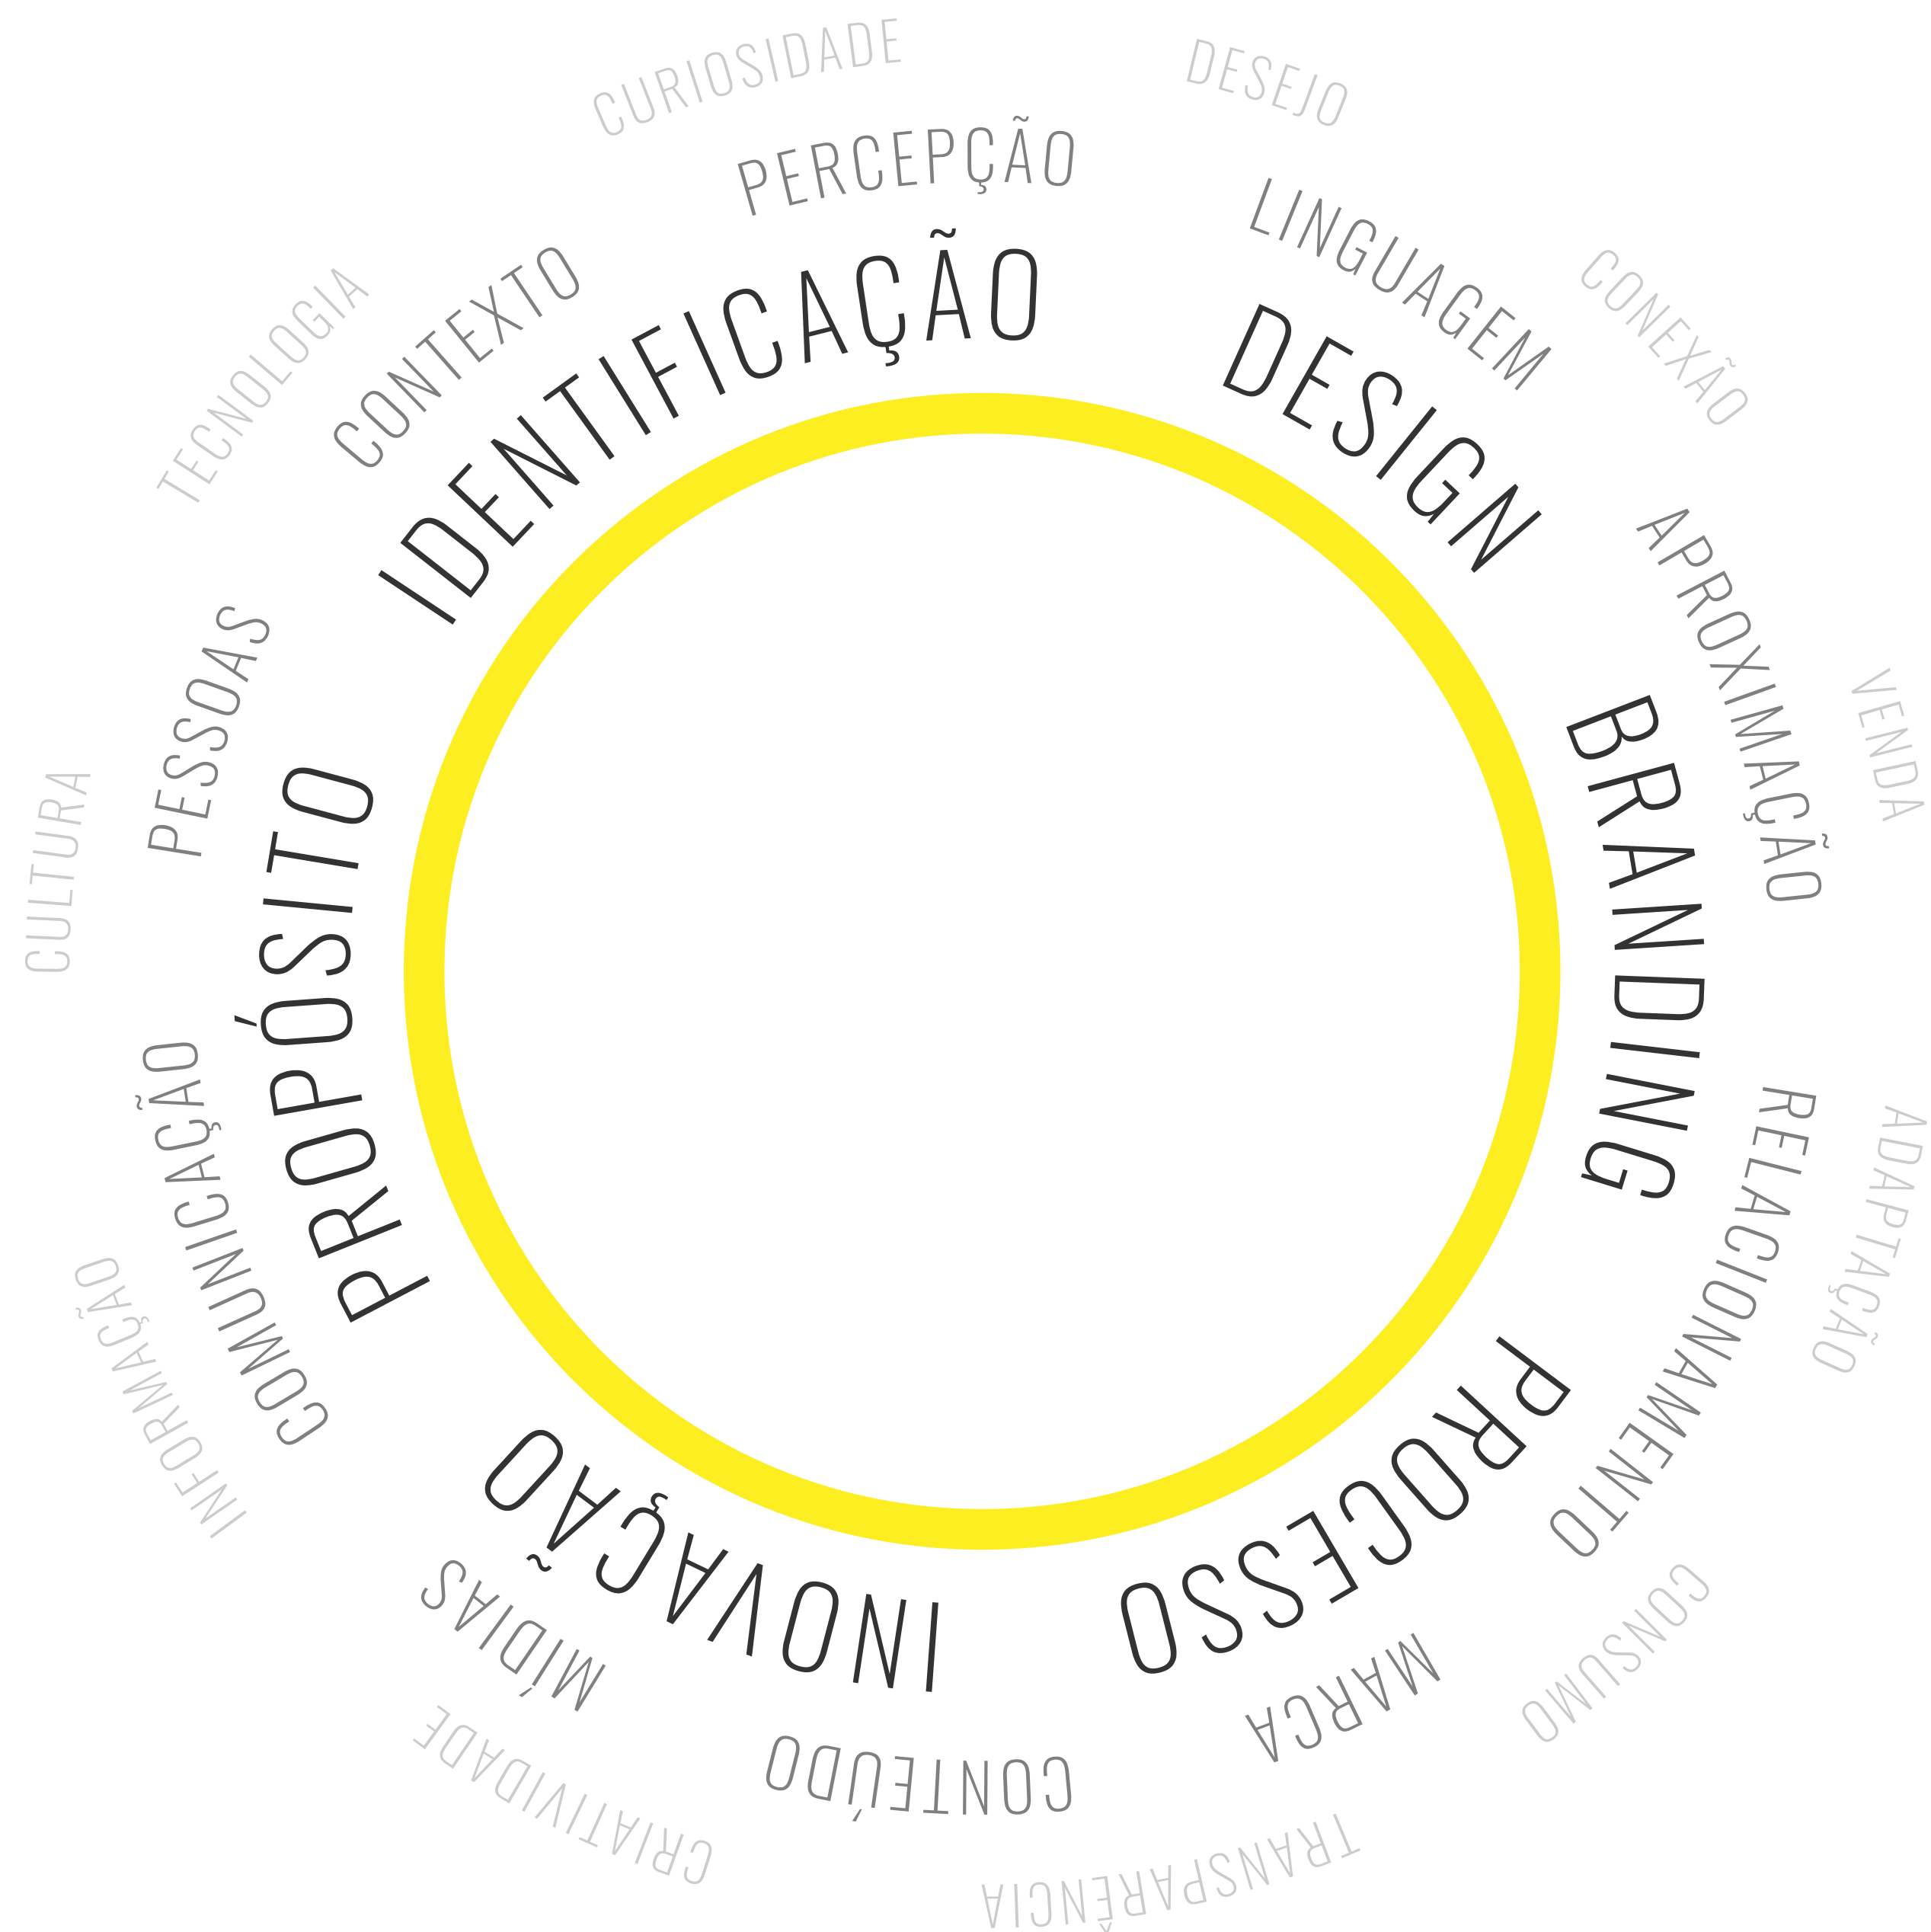 CURIOSIDADE
DESEJO
CONEXÃO
VENDA
ADAPTAÇÃO
CONSUMO
TRANSPARÊNCIA
CRIATIVIDADE
INFORMAÇÃO
CULTURA
TECNOLOGIA
PERCEPÇÃO
LINGUAGEM
APROXIMAÇÃO
RELACIONAMENTO
MARCA
CONTEÚDO
MÍDIAS
COMUNICAÇÃO
PESSOAS
CONTEXTO
IDENTIFICAÇÃO
DESIGN
BRANDING
PROCESSO
INOVAÇÃO
PROPÓSITO